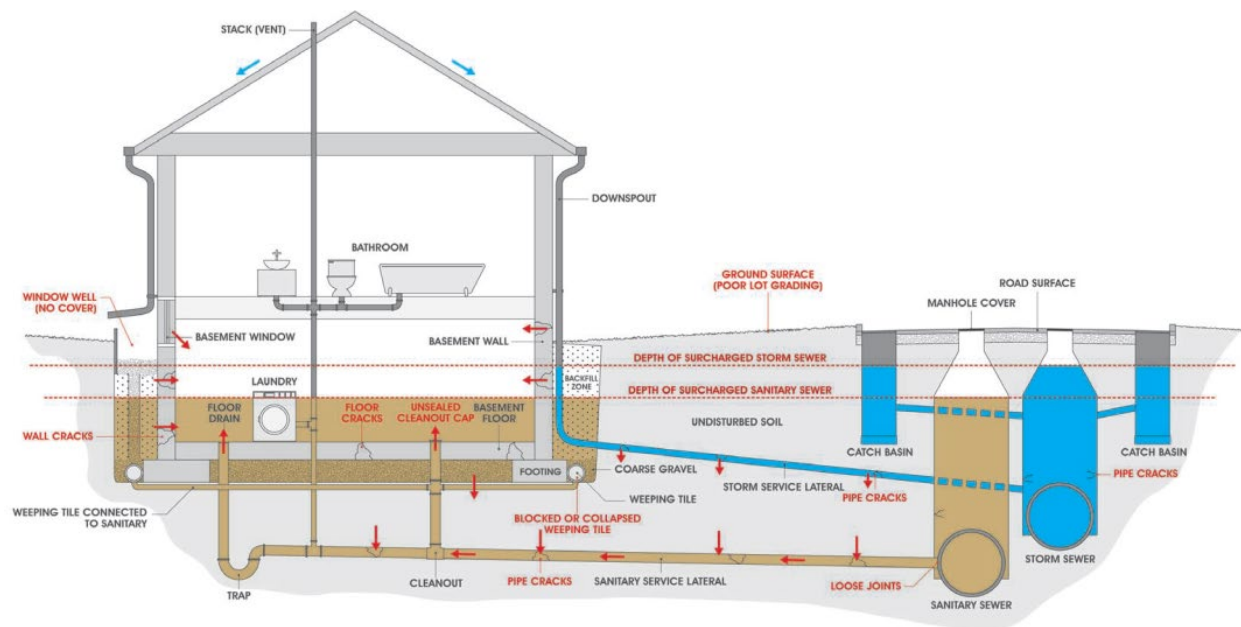 STACK (VENT)
DOWNSPOUT
BATHROOM
WINDOW WELL
(NO COVER)
GROUND SURFACE
(POOR LOT GRADING)
ROAD SURFACE
MANHOLE COVER
BASEMENT WINDOW
BASEMENT WALL
DEPTH OF SURCHARGED STORM SEWER
BACKFILL
ZONE
LAUNDRY
DEPTH OF SURCHARGED SANITARY SEWER
FLOOR
DRAIN
FLOOR
CRACKS
UNSEALED
CLEANOUT CAP
BASEMENT
FLOOR
UNDISTURBED SOIL
WALL CRACKS
CATCH BASIN
CATCH BASIN
FOOTING
COARSE GRAVEL
STORM SERVICE LATERAL
PIPE CRACKS
PIPE CRACKS
WEEPING TILE
WEEPING TILE CONNECTED
TO SANITARY
BLOCKED OR COLLAPSED
WEEPING TILE
STORM SEWER
TRAP
CLEANOUT
PIPE CRACKS
SANITARY SERVICE LATERAL
LOOSE JOINTS
SANITARY SEWER